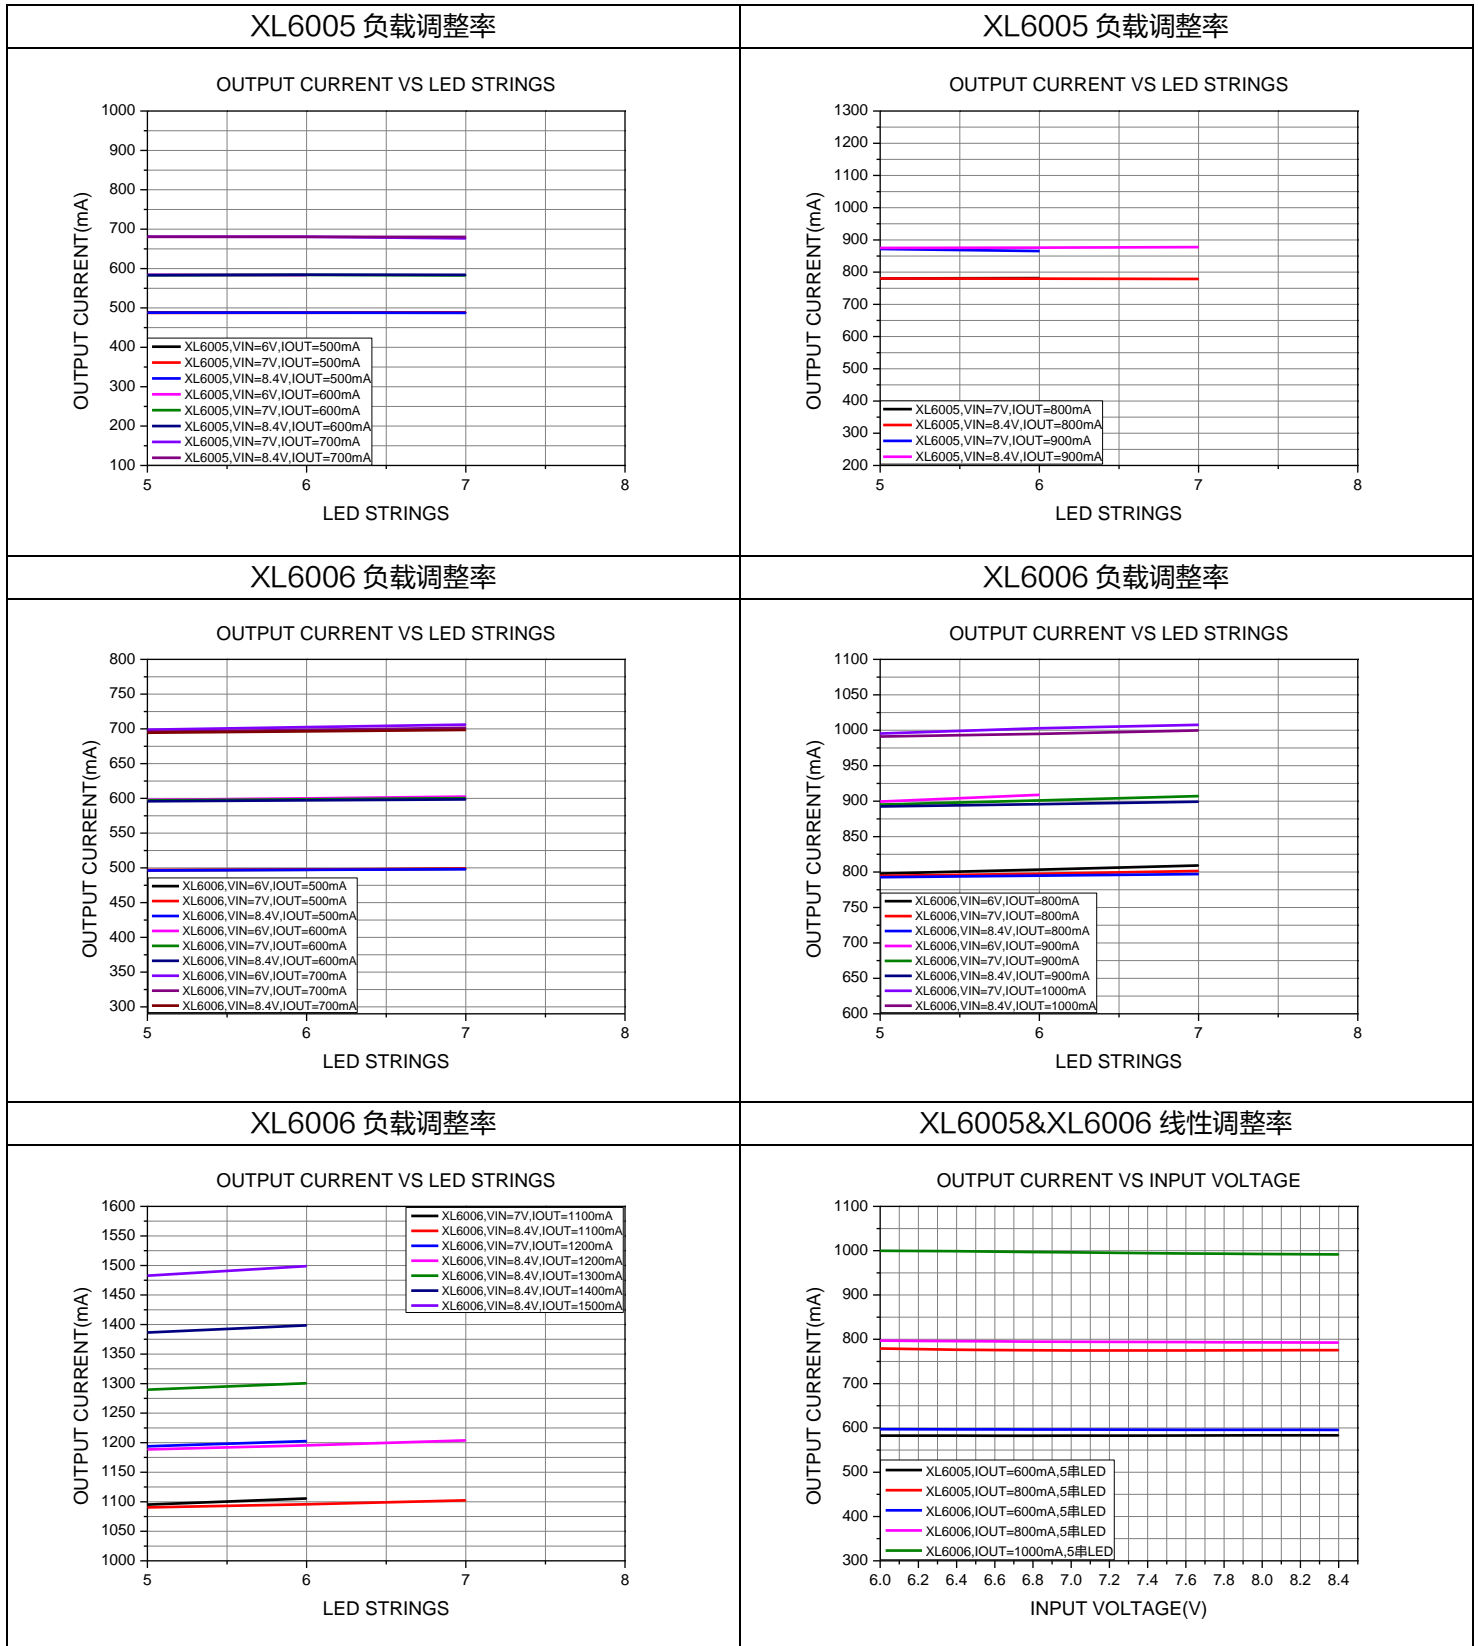 XL6005 负载调整率
XL6005 负载调整率
OUTPUT CURRENT VS LED STRINGS
1000
900
800
700
600
500
400
300
200
100
OUTPUT CURRENT(mA)
XL6005,VIN=6V,IOUT=500mA
XL6005,VIN=7V,IOUT=500mA
XL6005,VIN=8.4V,IOUT=500mA
XL6005,VIN=6V,IOUT=600mA
XL6005,VIN=7V,IOUT=600mA
XL6005,VIN=8.4V,IOUT=600mA
XL6005,VIN=7V,IOUT=700mA
XL6005,VIN=8.4V,IOUT=700mA
5 6 7 8
LED STRINGS
OUTPUT CURRENT VS LED STRINGS
1300
1200
1100
1000
900
800
700
600
500
400
300
200
OUTPUT CURRENT(mA)
XL6005,VIN=7V,IOUT=800mA
XL6005,VIN=8.4V,IOUT=800mA
XL6005,VIN=7V,IOUT=900mA
XL6005,VIN=8.4V,IOUT=900mA
5 6 7 8
LED STRINGS
XL6006 负载调整率
XL6006 负载调整率
OUTPUT CURRENT VS LED STRINGS
800
750
700
650
600
550
500
450
400
350
300
OUTPUT CURRENT(mA)
XL6006,VIN=6V,IOUT=500mA
XL6006,VIN=7V,IOUT=500mA
XL6006,VIN=8.4V,IOUT=500mA
XL6006,VIN=6V,IOUT=600mA
XL6006,VIN=7V,IOUT=600mA
XL6006,VIN=8.4V,IOUT=600mA
XL6006,VIN=6V,IOUT=700mA
XL6006,VIN=7V,IOUT=700mA
XL6006,VIN=8.4V,IOUT=700mA
5 6 7 8
LED STRINGS
OUTPUT CURRENT VS LED STRINGS
1100
1050
1000
950
900
850
800
750
700
650
600
OUTPUT CURRENT(mA)
XL6006,VIN=6V,IOUT=800mA
XL6006,VIN=7V,IOUT=800mA
XL6006,VIN=8.4V,IOUT=800mA
XL6006,VIN=6V,IOUT=900mA
XL6006,VIN=7V,IOUT=900mA
XL6006,VIN=8.4V,IOUT=900mA
XL6006,VIN=7V,IOUT=1000mA
XL6006,VIN=8.4V,IOUT=1000mA
5 6 7 8
LED STRINGS
XL6006 负载调整率
XL6005&XL6006 线性调整率
OUTPUT CURRENT VS LED STRINGS
1600
1550
1500
1450
1400
1350
1300
1250
1200
1150
1100
1050
1000
OUTPUT CURRENT(mA)
XL6006,VIN=7V,IOUT=1100mA
XL6006,VIN=8.4V,IOUT=1100mA
XL6006,VIN=7V,IOUT=1200mA
XL6006,VIN=8.4V,IOUT=1200mA
XL6006,VIN=8.4V,IOUT=1300mA
XL6006,VIN=8.4V,IOUT=1400mA
XL6006,VIN=8.4V,IOUT=1500mA
5 6 7 8
LED STRINGS
OUTPUT CURRENT VS INPUT VOLTAGE
1100
1000
900
800
700
600
500
400
300
OUTPUT CURRENT(mA)
XL6005,IOUT=600mA,5串LED
XL6005,IOUT=800mA,5串LED
XL6006,IOUT=600mA,5串LED
XL6006,IOUT=800mA,5串LED
XL6006,IOUT=1000mA,5串LED
6.0 6.2 6.4 6.6 6.8 7.0 7.2 7.4 7.6 7.8 8.0 8.2 8.4
INPUT VOLTAGE(V)